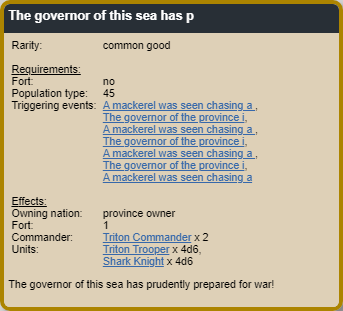 The governor of this sea has p
Rarity: common good
Requirements:
Fort: no
Population type: 45
Triggering events: A mackerel was seen chasing a ,
The governor of the province i,
A mackerel was seen chasing a ,
The governor of the province i,
A mackerel was seen chasing a ,
The governor of the province i,
A mackerel was seen chasing a
Effects:
Owning nation: province owner
Fort: 1
Commander: Triton Commander x 2
Units: Triton Trooper x 4d6,
Shark Knight x 4d6
The governor of this sea has prudently prepared for war!